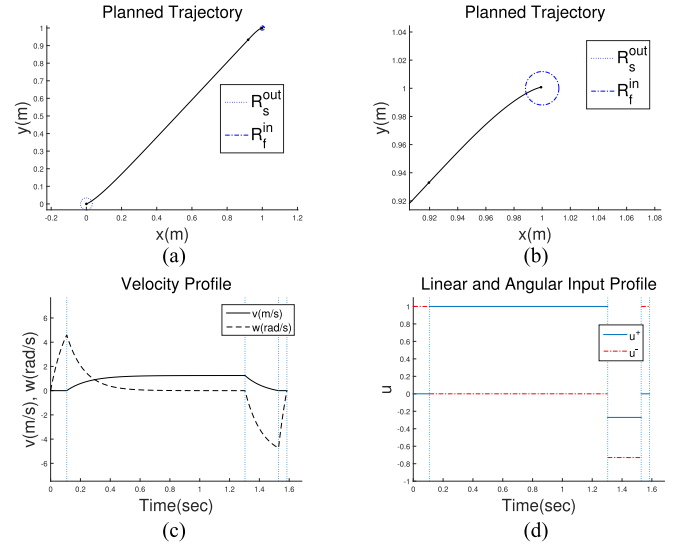 Planned Trajectory
y(m)
1
0.9
0.8
0.7
0.6
0.5
0.4
0.3
0.2
0.1
0
R_s^out
R_f^in
-0.2 0 0.2 0.4 0.6 0.8 1 1.2
x(m)
(a)
Planned Trajectory
y(m)
1.04
1.02
1
0.98
0.96
0.94
0.92
R_s^out
R_f^in
0.92 0.94 0.96 0.98 1 1.02 1.04 1.06 1.08
x(m)
(b)
Velocity Profile
v(m/s), w(rad/s)
6
4
2
0
-2
-4
-6
v(m/s)
w(rad/s)
0 0.2 0.4 0.6 0.8 1 1.2 1.4 1.6
Time(sec)
(c)
Linear and Angular Input Profile
u
1
0.8
0.6
0.4
0.2
0
-0.2
-0.4
-0.6
-0.8
-1
u⁺
u⁻
0 0.2 0.4 0.6 0.8 1 1.2 1.4 1.6
Time(sec)
(d)